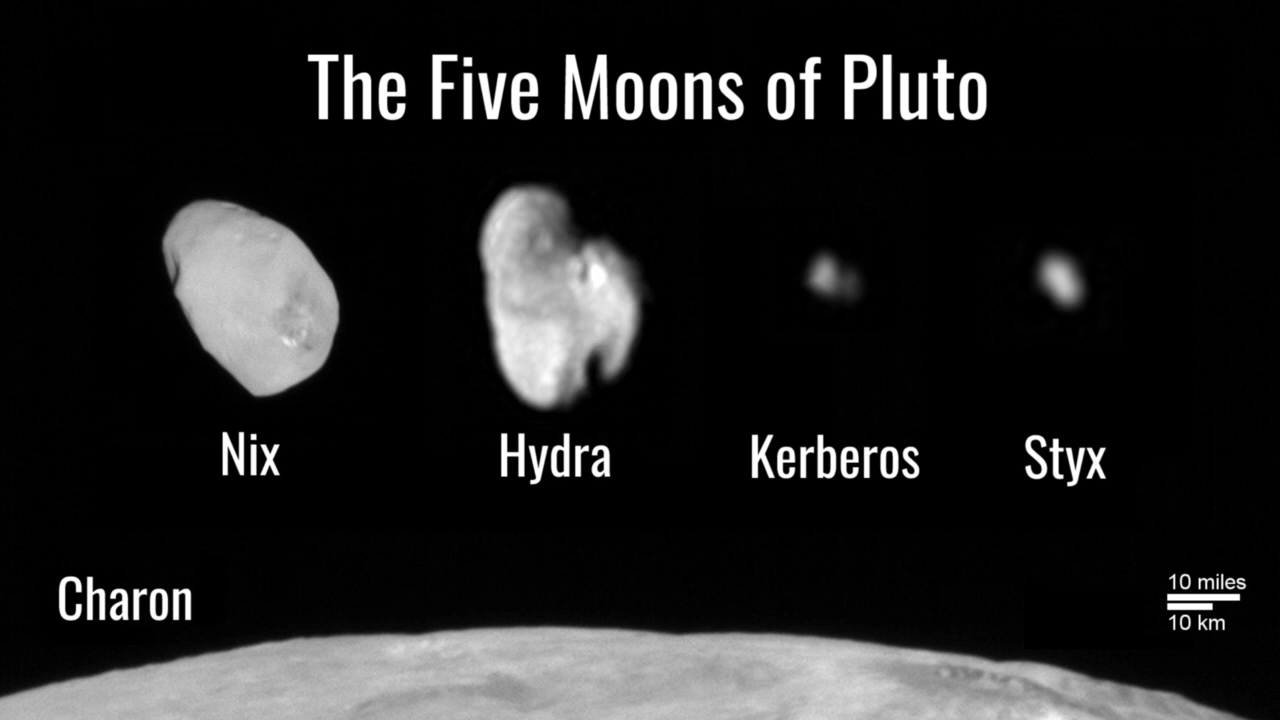 The Five Moons of Pluto
Nix
Hydra
Kerberos
Styx
Charon
10 miles
10 km